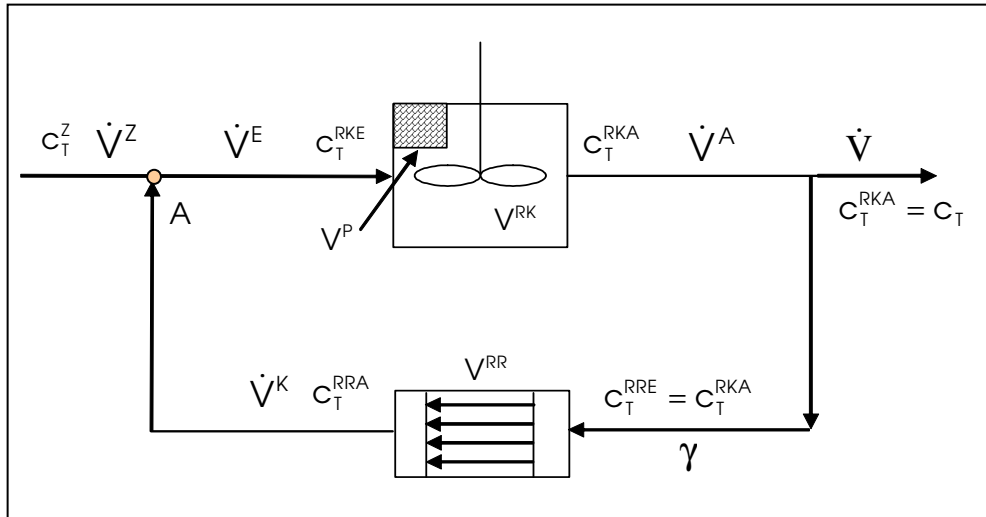 c_T^Z V̇^Z V̇^E c_T^RKE c_T^RKA V̇^A V̇
c_T^RKA = c_T
V^RK
A
V^P
V^RR
V̇^K c_T^RRA c_T^RRE = c_T^RKA
γ